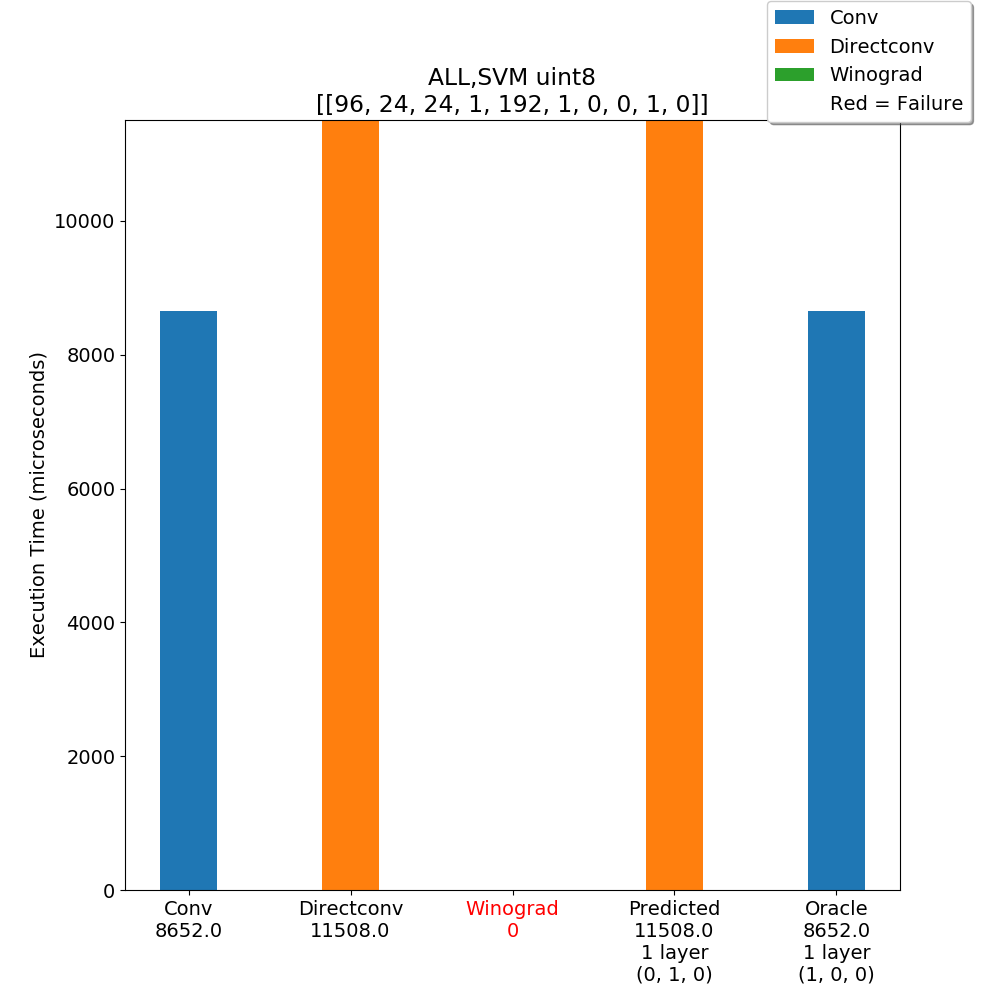 Conv
Directconv
Winograd
Red = Failure
ALL,SVM uint8
[[96, 24, 24, 1, 192, 1, 0, 0, 1, 0]]
Execution Time (microseconds)
10000
8000
6000
4000
2000
0
Conv
8652.0
Directconv
11508.0
Winograd
0
Predicted
11508.0
1 layer
(0, 1, 0)
Oracle
8652.0
1 layer
(1, 0, 0)